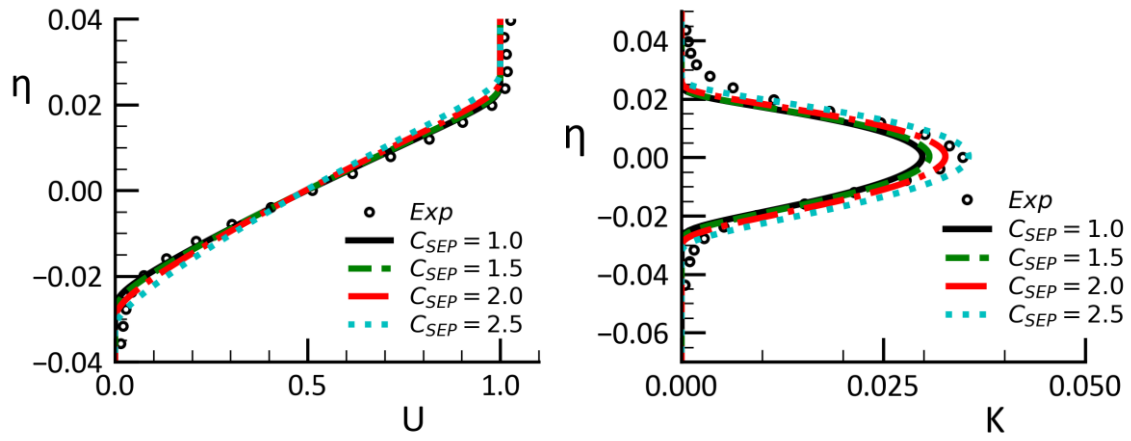 0.04
η
0.02
0.00
−0.02
−0.04
Exp
C_SEP = 1.0
C_SEP = 1.5
C_SEP = 2.0
C_SEP = 2.5
0.0 0.5 1.0
U
0.04
0.02
η
0.00
−0.02
−0.04
−0.06
Exp
C_SEP = 1.0
C_SEP = 1.5
C_SEP = 2.0
C_SEP = 2.5
0.000 0.025 0.050
K